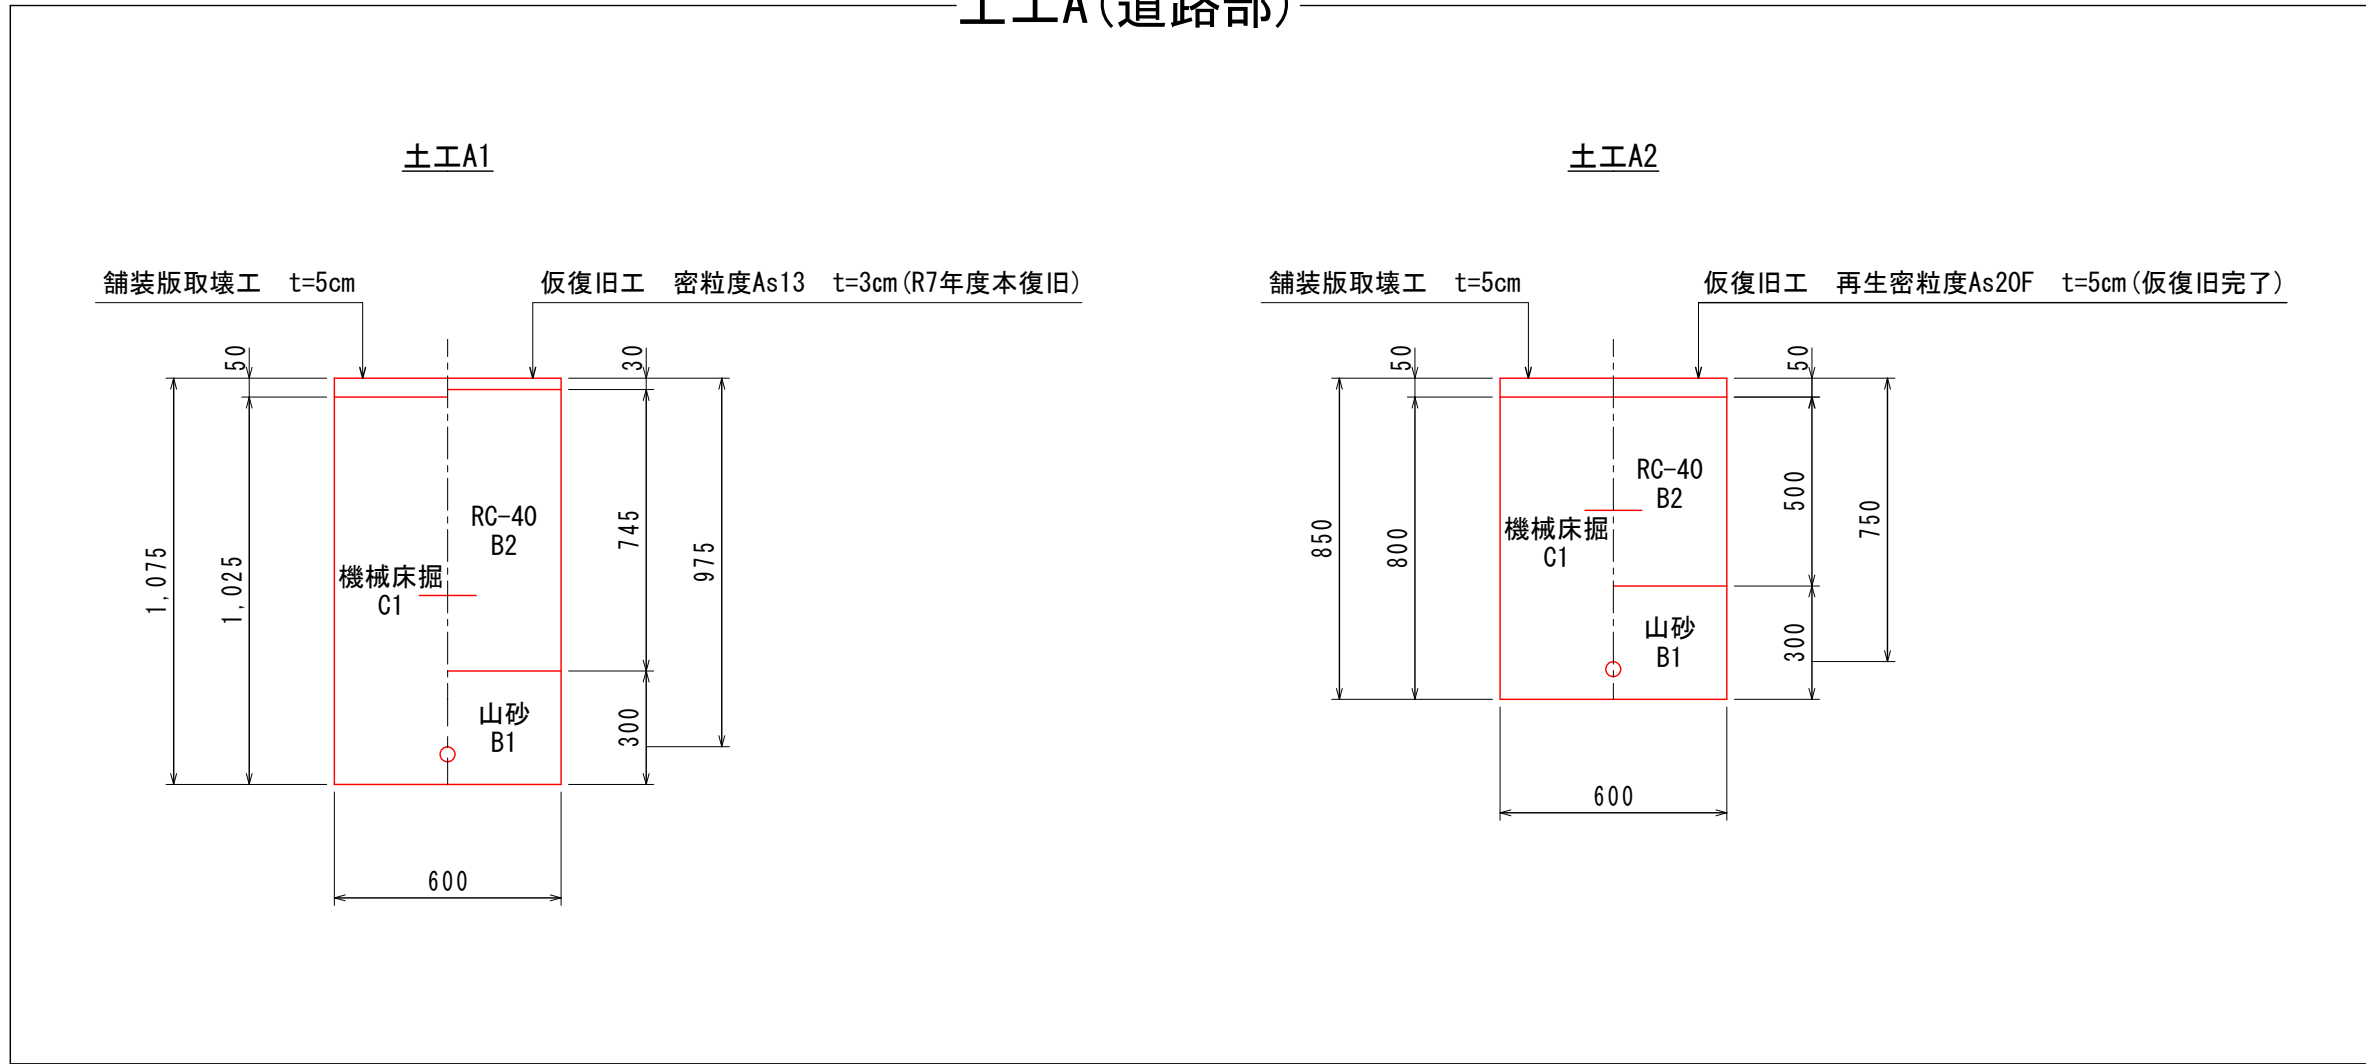 土工A(道路部)
土工A1
舗装版取壊工　t=5cm
仮復旧工　密粒度As13　t=3cm(R7年度本復旧)
50
30
1,075
1,025
機械床掘
C1
RC-40
B2
745
975
山砂
B1
300
600
土工A2
舗装版取壊工　t=5cm
仮復旧工　再生密粒度As20F　t=5cm(仮復旧完了)
50
50
850
800
機械床掘
C1
RC-40
B2
500
750
山砂
B1
300
600